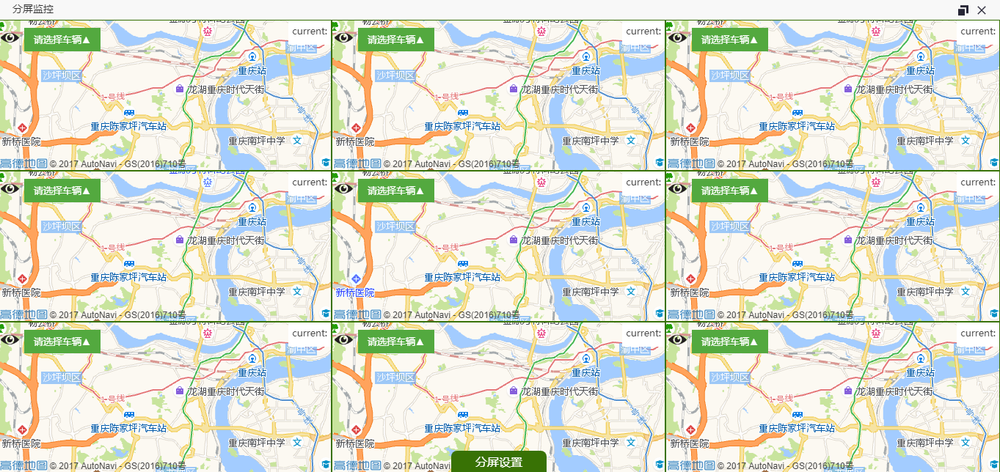 分屏监控
请选择车辆▲
current:
渝中区
沙坪坝区
重庆站
1号线
龙湖重庆时代天街
重庆陈家坪汽车站
新桥医院
重庆南坪中学
文
高德地图 © 2017 AutoNavi - GS(2016)710号
请选择车辆▲
current:
渝中区
沙坪坝区
重庆站
1号线
龙湖重庆时代天街
重庆陈家坪汽车站
新桥医院
重庆南坪中学
文
高德地图 © 2017 AutoNavi - GS(2016)710号
请选择车辆▲
current:
渝中区
沙坪坝区
重庆站
1号线
龙湖重庆时代天街
重庆陈家坪汽车站
新桥医院
重庆南坪中学
文
高德地图 © 2017 AutoNavi - GS(2016)710号
请选择车辆▲
current:
渝中区
沙坪坝区
重庆站
1号线
龙湖重庆时代天街
重庆陈家坪汽车站
新桥医院
重庆南坪中学
文
高德地图 © 2017 AutoNavi - GS(2016)710号
请选择车辆▲
current:
渝中区
沙坪坝区
重庆站
1号线
龙湖重庆时代天街
重庆陈家坪汽车站
新桥医院
重庆南坪中学
文
高德地图 © 2017 AutoNavi - GS(2016)710号
请选择车辆▲
current:
渝中区
沙坪坝区
重庆站
1号线
龙湖重庆时代天街
重庆陈家坪汽车站
新桥医院
重庆南坪中学
文
高德地图 © 2017 AutoNavi - GS(2016)710号
请选择车辆▲
current:
渝中区
沙坪坝区
重庆站
1号线
龙湖重庆时代天街
重庆陈家坪汽车站
新桥医院
重庆南坪中学
文
高德地图 © 2017 AutoNavi - GS(2016)710号
请选择车辆▲
current:
渝中区
沙坪坝区
重庆站
1号线
龙湖重庆时代天街
重庆陈家坪汽车站
新桥医院
重庆南坪中学
文
高德地图 © 2017 AutoNavi - GS(2016)710号
请选择车辆▲
current:
渝中区
沙坪坝区
重庆站
1号线
龙湖重庆时代天街
重庆陈家坪汽车站
新桥医院
重庆南坪中学
文
高德地图 © 2017 AutoNavi - GS(2016)710号
分屏设置